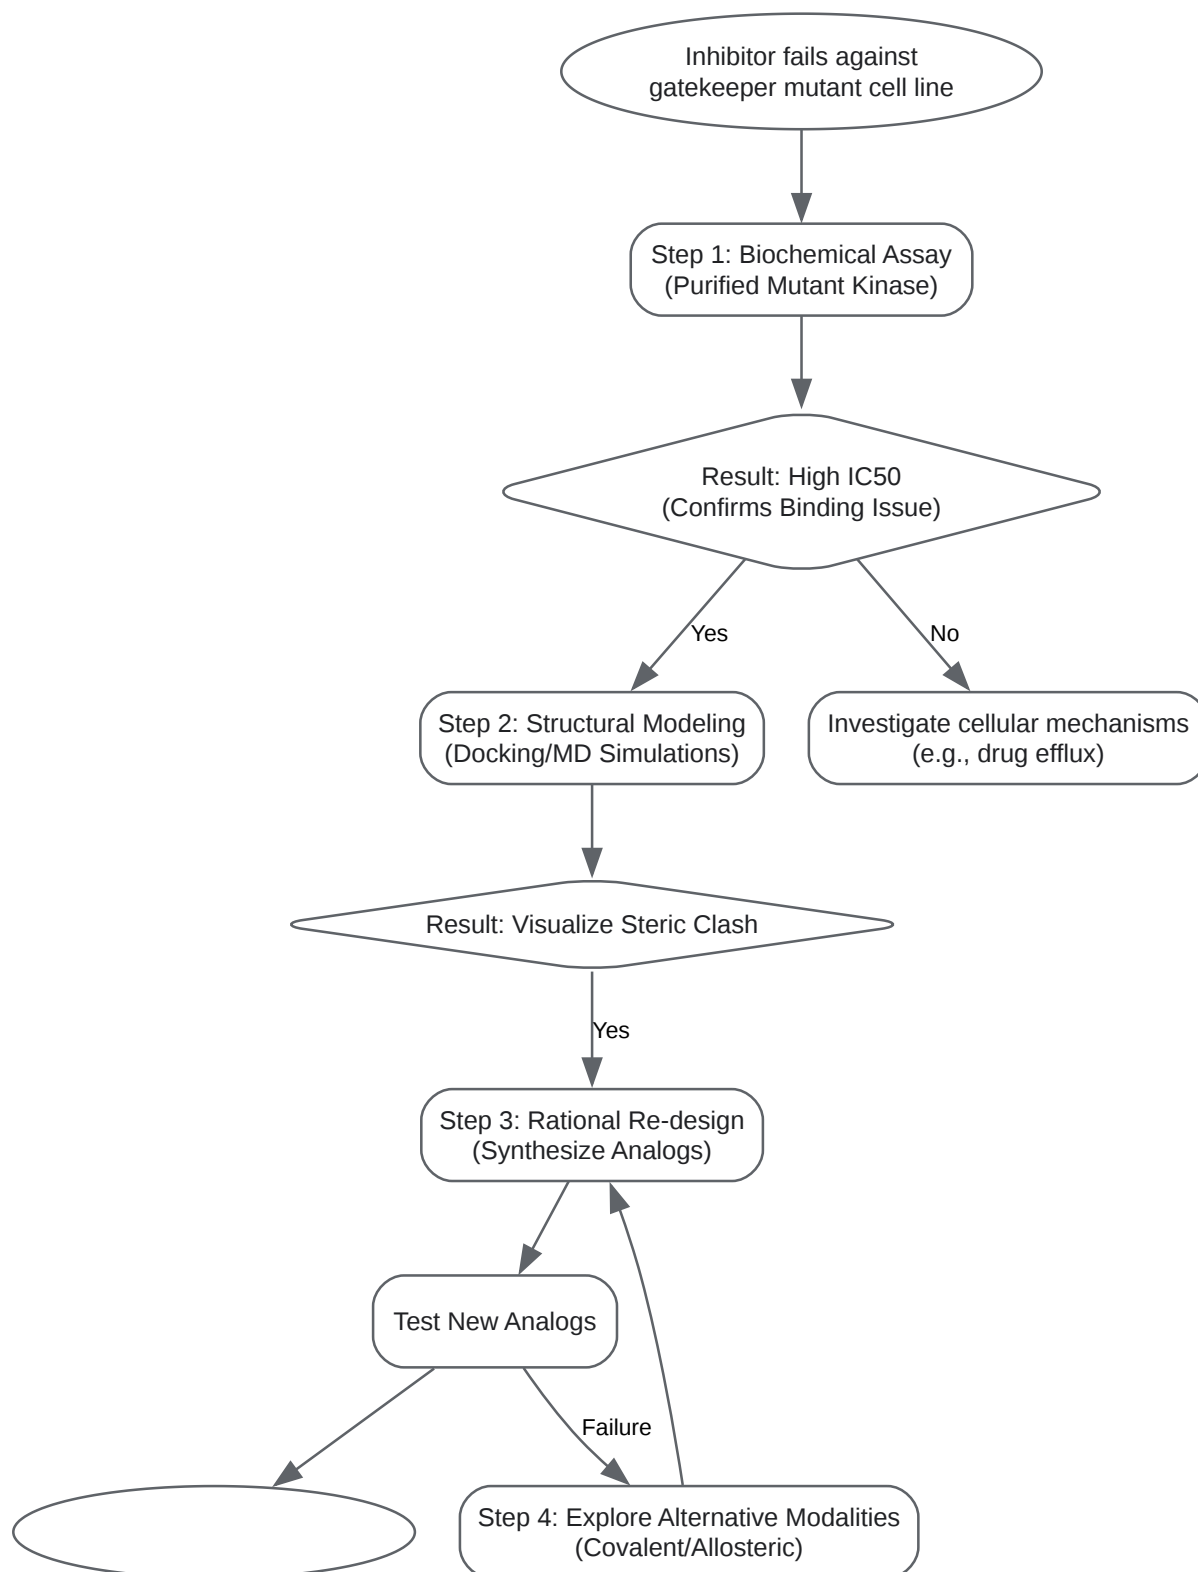 Inhibitor fails against
gatekeeper mutant cell line
Step 1: Biochemical Assay
(Purified Mutant Kinase)
Result: High IC50
(Confirms Binding Issue)
Yes
No
Step 2: Structural Modeling
(Docking/MD Simulations)
Investigate cellular mechanisms
(e.g., drug efflux)
Result: Visualize Steric Clash
Yes
Step 3: Rational Re-design
(Synthesize Analogs)
Test New Analogs
Failure
Step 4: Explore Alternative Modalities
(Covalent/Allosteric)